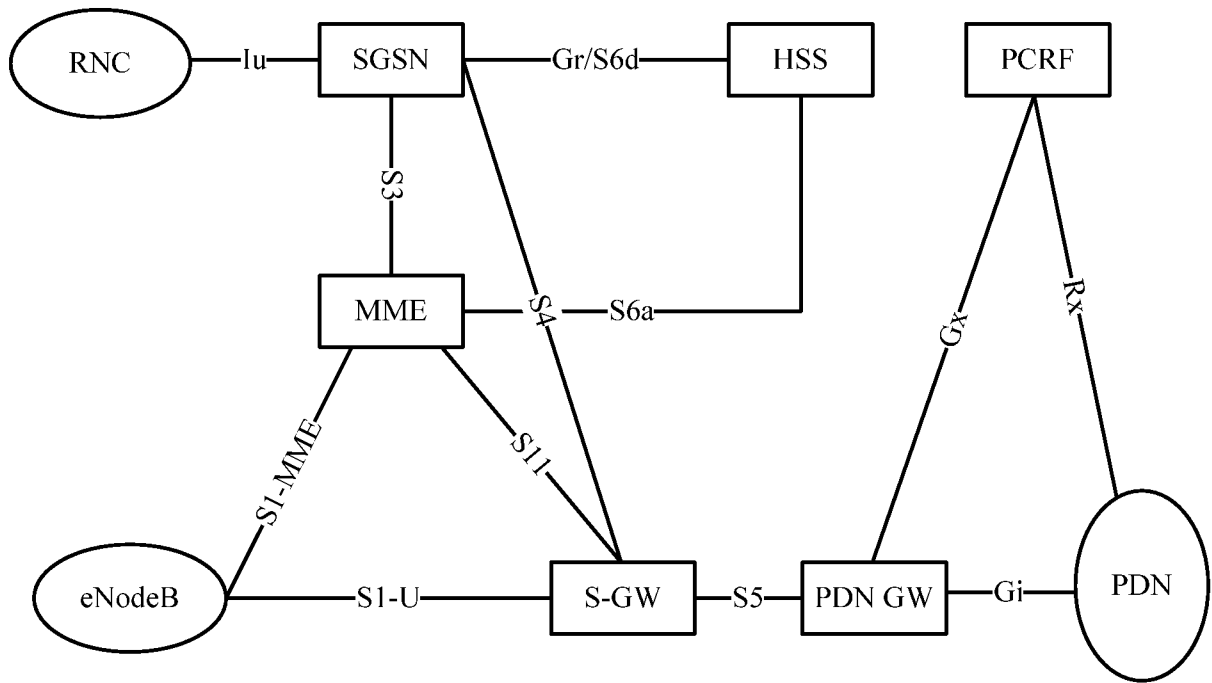 RNC
Iu
SGSN
Gr/S6d
HSS
PCRF
S3
MME
S4
S6a
Gx
Rx
S1-MME
S11
eNodeB
S1-U
S-GW
S5
PDN GW
Gi
PDN